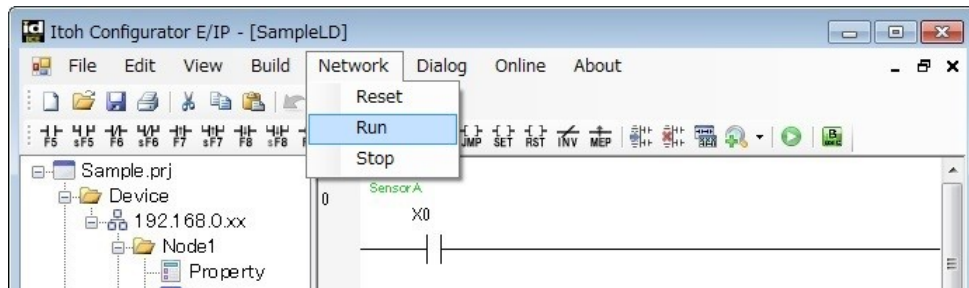 Itoh Configurator E/IP - [SampleLD]
File Edit View Build Network Dialog Online About
Reset
Run
Stop
F5 sF5 F6 sF6 F7 sF7 F8 sF8 JMP SET RST INV MEP
Sample.prj
Device
192.168.0.xx
Node1
Property
0
SensorA
X0